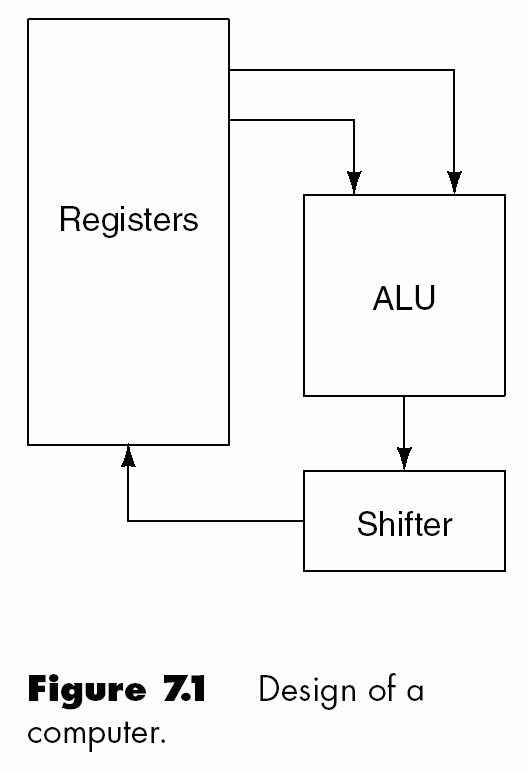 Registers
ALU
Shifter
Figure 7.1 Design of a
computer.